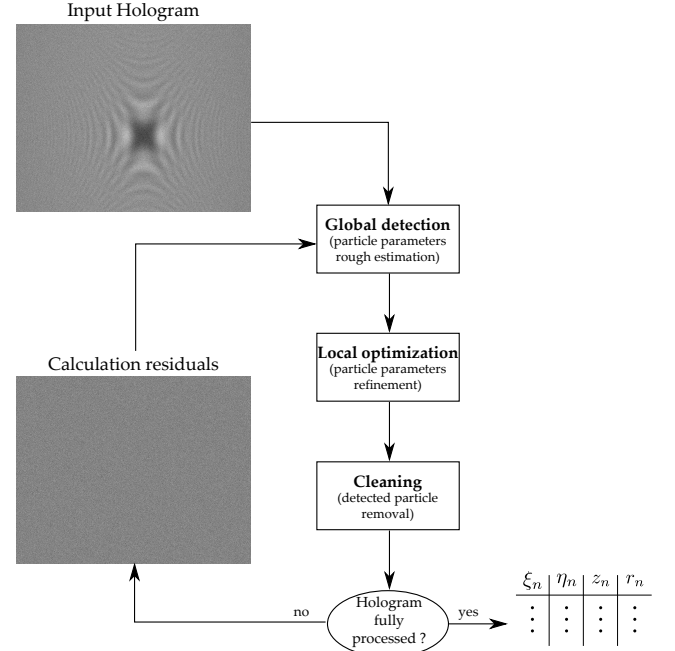 Input Hologram
Global detection
(particle parameters
rough estimation)
Local optimization
(particle parameters
refinement)
Calculation residuals
Cleaning
(detected particle
removal)
Hologram
fully
processed ?
no
yes
ξₙ ηₙ zₙ rₙ
⋮ ⋮ ⋮ ⋮